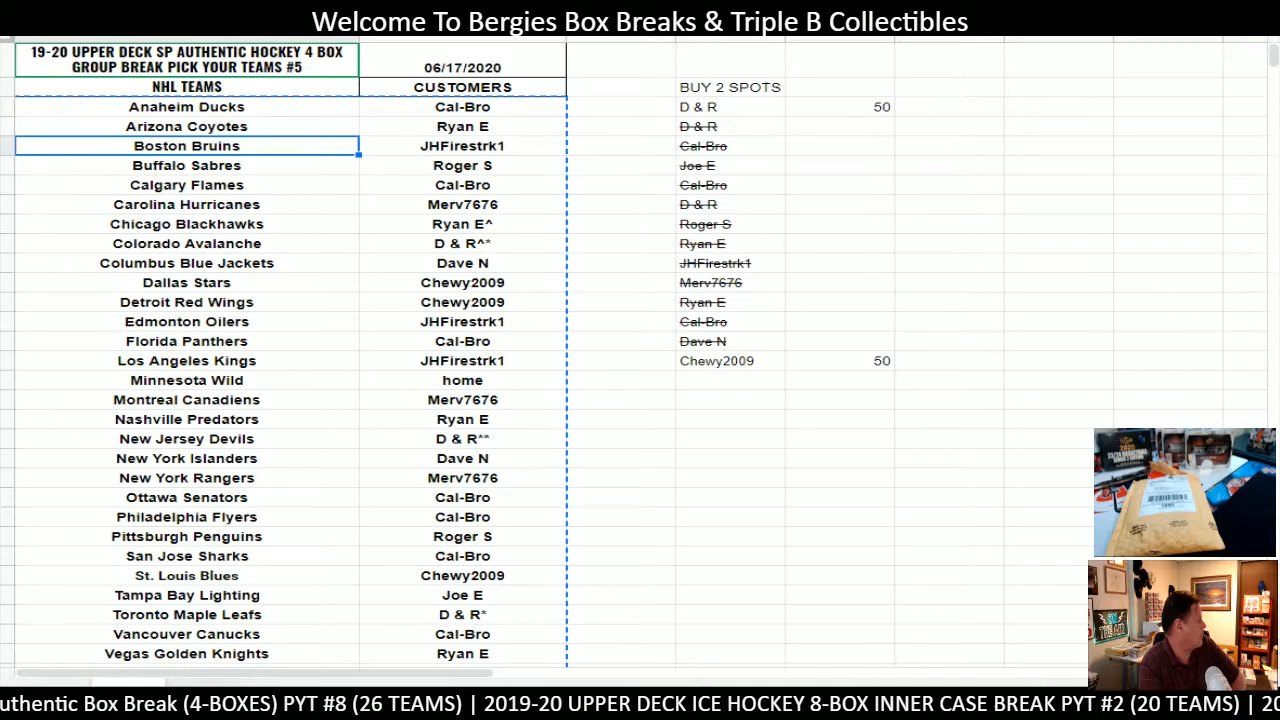 Welcome To Bergies Box Breaks & Triple B Collectibles
19-20 UPPER DECK SP AUTHENTIC HOCKEY 4 BOX
GROUP BREAK PICK YOUR TEAMS #5
06/17/2020
NHL TEAMS CUSTOMERS BUY 2 SPOTS
Anaheim Ducks Cal-Bro D & R 50
Arizona Coyotes Ryan E D & R
Boston Bruins JHFirestrk1 Cal-Bro
Buffalo Sabres Roger S Joe E
Calgary Flames Cal-Bro Cal-Bro
Carolina Hurricanes Merv7676 D & R
Chicago Blackhawks Ryan E^ Roger S
Colorado Avalanche D & R^* Ryan E
Columbus Blue Jackets Dave N JHFirestrk1
Dallas Stars Chewy2009 Merv7676
Detroit Red Wings Chewy2009 Ryan E
Edmonton Oilers JHFirestrk1 Cal-Bro
Florida Panthers Cal-Bro Dave N
Los Angeles Kings JHFirestrk1 Chewy2009 50
Minnesota Wild home
Montreal Canadiens Merv7676
Nashville Predators Ryan E
New Jersey Devils D & R**
New York Islanders Dave N
New York Rangers Merv7676
Ottawa Senators Cal-Bro
Philadelphia Flyers Cal-Bro
Pittsburgh Penguins Roger S
San Jose Sharks Cal-Bro
St. Louis Blues Chewy2009
Tampa Bay Lighting Joe E
Toronto Maple Leafs D & R*
Vancouver Canucks Cal-Bro
Vegas Golden Knights Ryan E
ON
THE AIR
uthentic Box Break (4-BOXES) PYT #8 (26 TEAMS) | 2019-20 UPPER DECK ICE HOCKEY 8-BOX INNER CASE BREAK PYT #2 (20 TEAMS) | 20